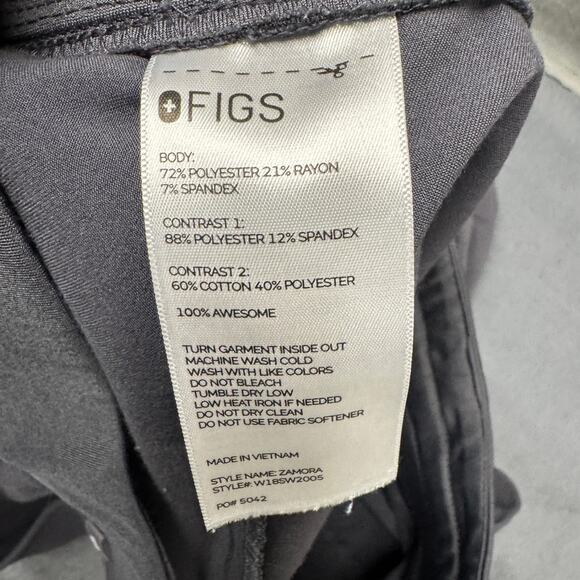 FIGS
BODY:
72% POLYESTER 21% RAYON
7% SPANDEX
CONTRAST 1:
88% POLYESTER 12% SPANDEX
CONTRAST 2:
60% COTTON 40% POLYESTER
100% AWESOME
TURN GARMENT INSIDE OUT
MACHINE WASH COLD
WASH WITH LIKE COLORS
DO NOT BLEACH
TUMBLE DRY LOW
LOW HEAT IRON IF NEEDED
DO NOT DRY CLEAN
DO NOT USE FABRIC SOFTENER
MADE IN VIETNAM
STYLE NAME: ZAMORA
STYLE#: W18SW2005
PO# 5042